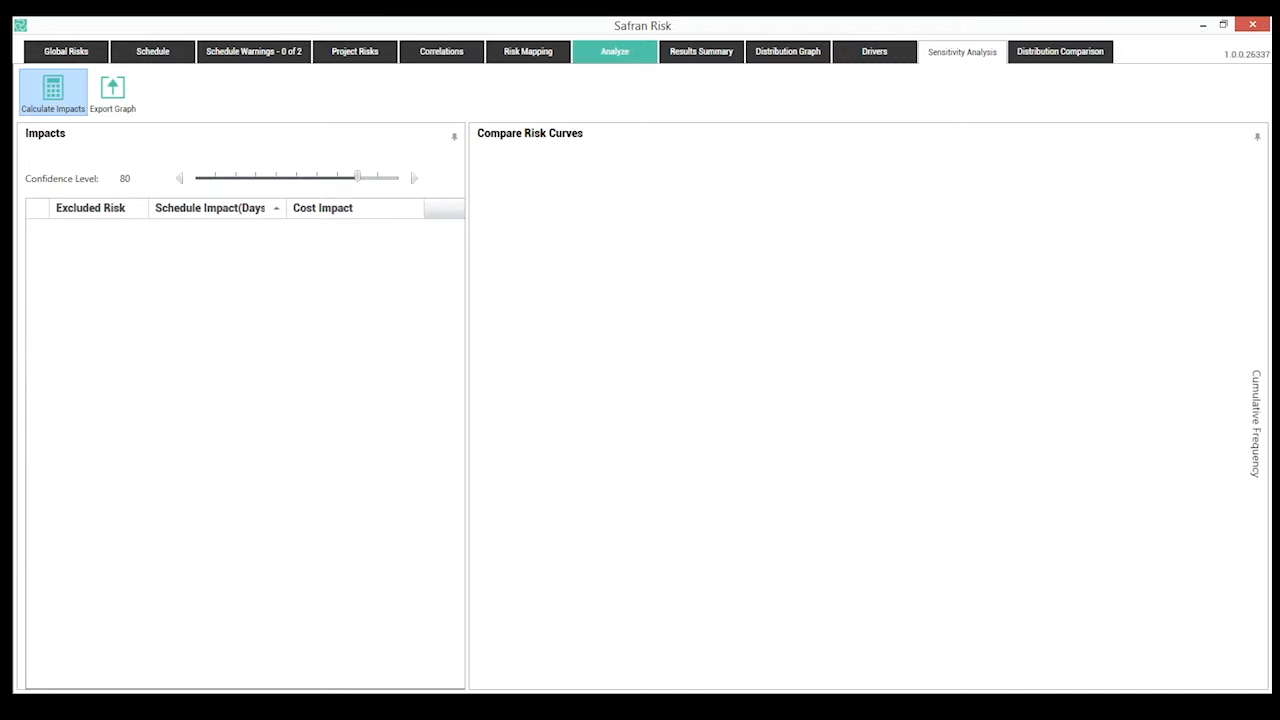 Safran Risk
Global Risks
Schedule
Schedule Warnings - 0 of 2
Project Risks
Correlations
Risk Mapping
Analyze
Results Summary
Distribution Graph
Drivers
Sensitivity Analysis
Distribution Comparison
1.0.0.26337
Calculate Impacts
Export Graph
Impacts
Compare Risk Curves
Confidence Level: 80
Excluded Risk
Schedule Impact(Days
Cost Impact
Cumulative Frequency